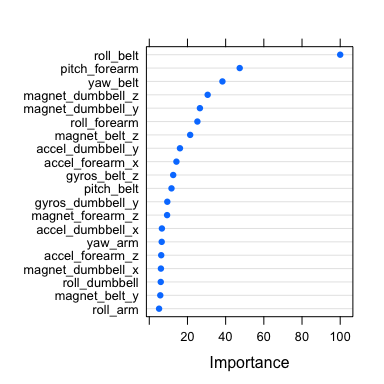 roll_belt
pitch_forearm
yaw_belt
magnet_dumbbell_z
magnet_dumbbell_y
roll_forearm
magnet_belt_z
accel_dumbbell_y
accel_forearm_x
gyros_belt_z
pitch_belt
gyros_dumbbell_y
magnet_forearm_z
accel_dumbbell_x
yaw_arm
accel_forearm_z
magnet_dumbbell_x
roll_dumbbell
magnet_belt_y
roll_arm
20 40 60 80 100
Importance